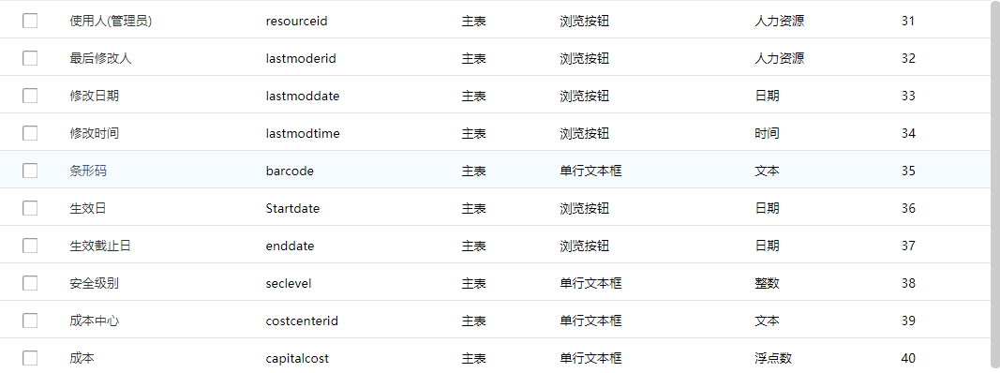 使用人(管理员) resourceid 主表 浏览按钮 人力资源 31
最后修改人 lastmoderid 主表 浏览按钮 人力资源 32
修改日期 lastmoddate 主表 浏览按钮 日期 33
修改时间 lastmodtime 主表 浏览按钮 时间 34
条形码 barcode 主表 单行文本框 文本 35
生效日 Startdate 主表 浏览按钮 日期 36
生效截止日 enddate 主表 浏览按钮 日期 37
安全级别 seclevel 主表 单行文本框 整数 38
成本中心 costcenterid 主表 单行文本框 文本 39
成本 capitalcost 主表 单行文本框 浮点数 40